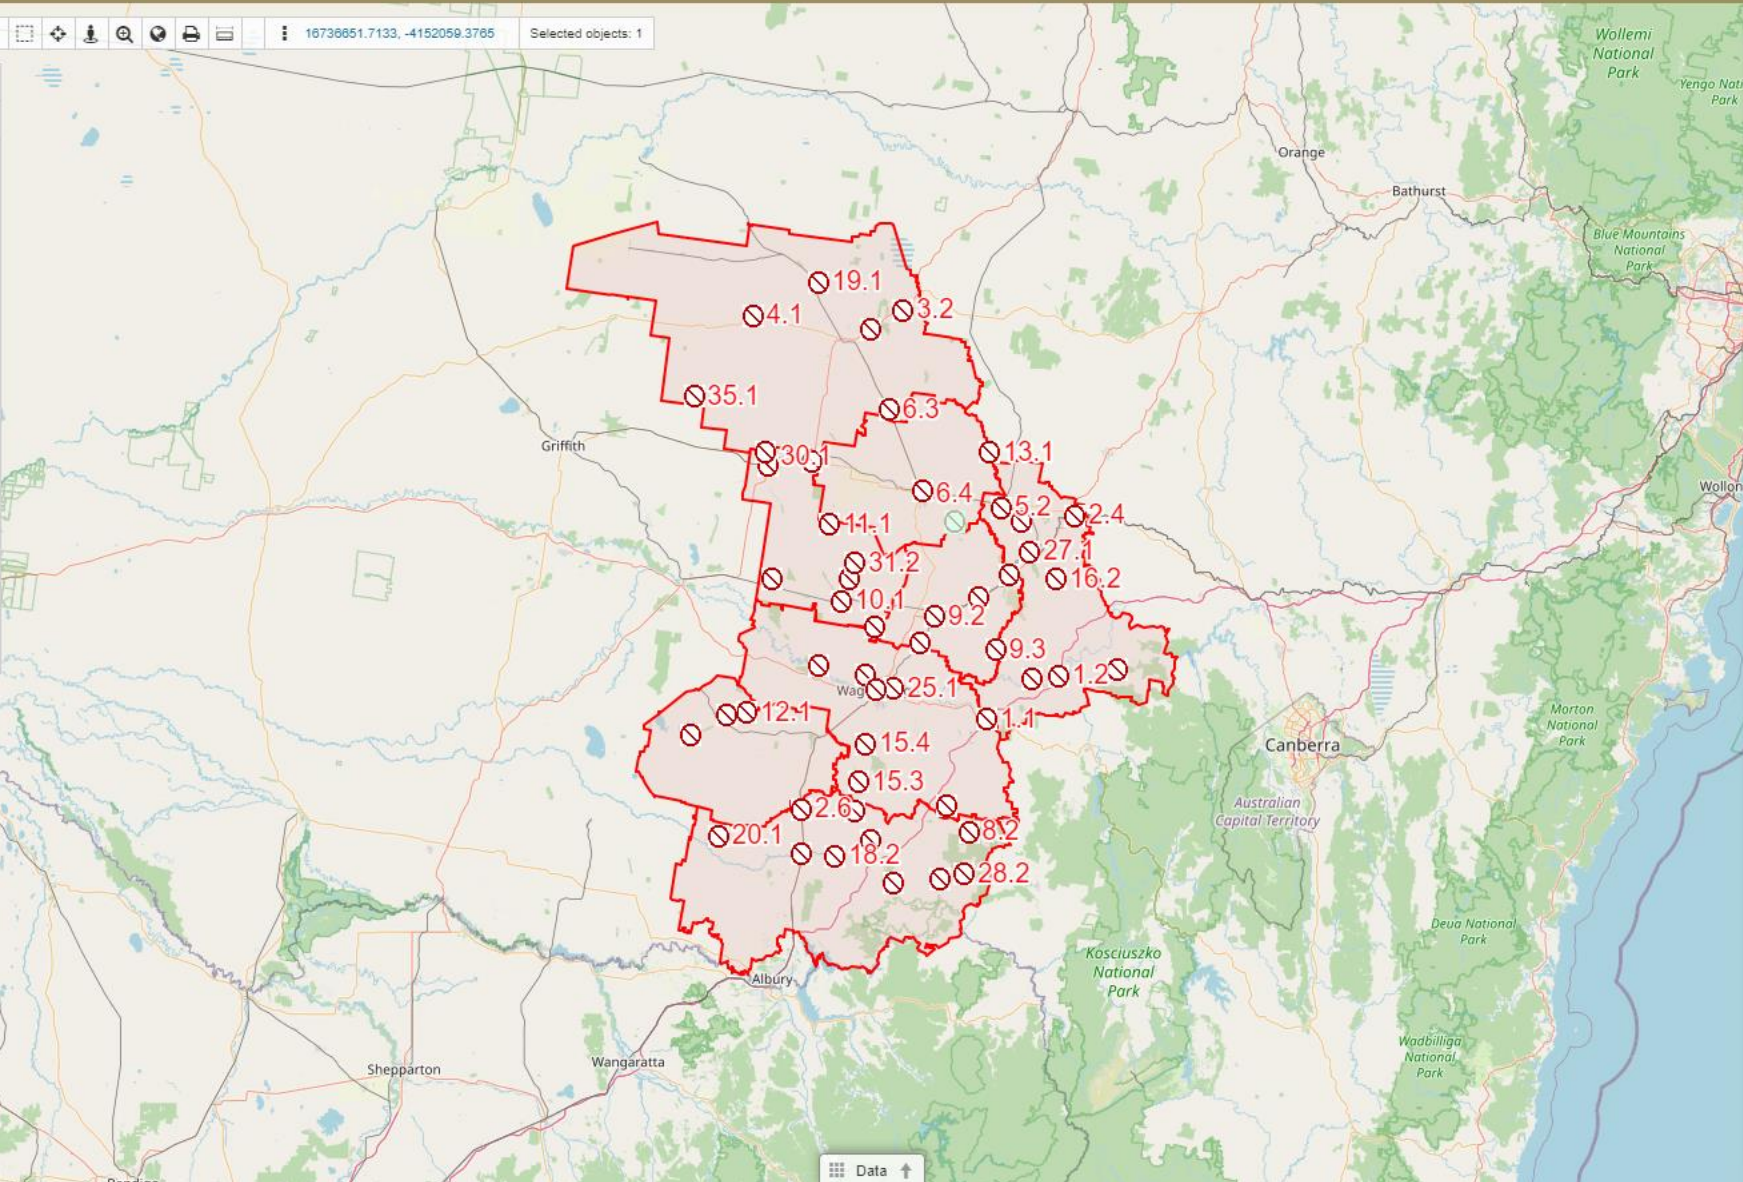 16736651.7133, -4152059.3765
Selected objects: 1
Wollemi
National
Park
Orange
Bathurst
Blue Mountains
National
Park
19.1
4.1
3.2
35.1
6.3
Griffith
30.1
13.1
6.4
5.2
2.4
11.1
27.1
31.2
16.2
10.1
9.2
9.3
1.2
25.1
12.1
1.1
15.4
Canberra
Morton
National
Park
15.3
Australian
Capital Territory
2.6
20.1
8.2
18.2
28.2
Deua National
Park
Kosciuszko
National
Park
Albury
Wadbilliga
National
Park
Wangaratta
Shepparton
Data